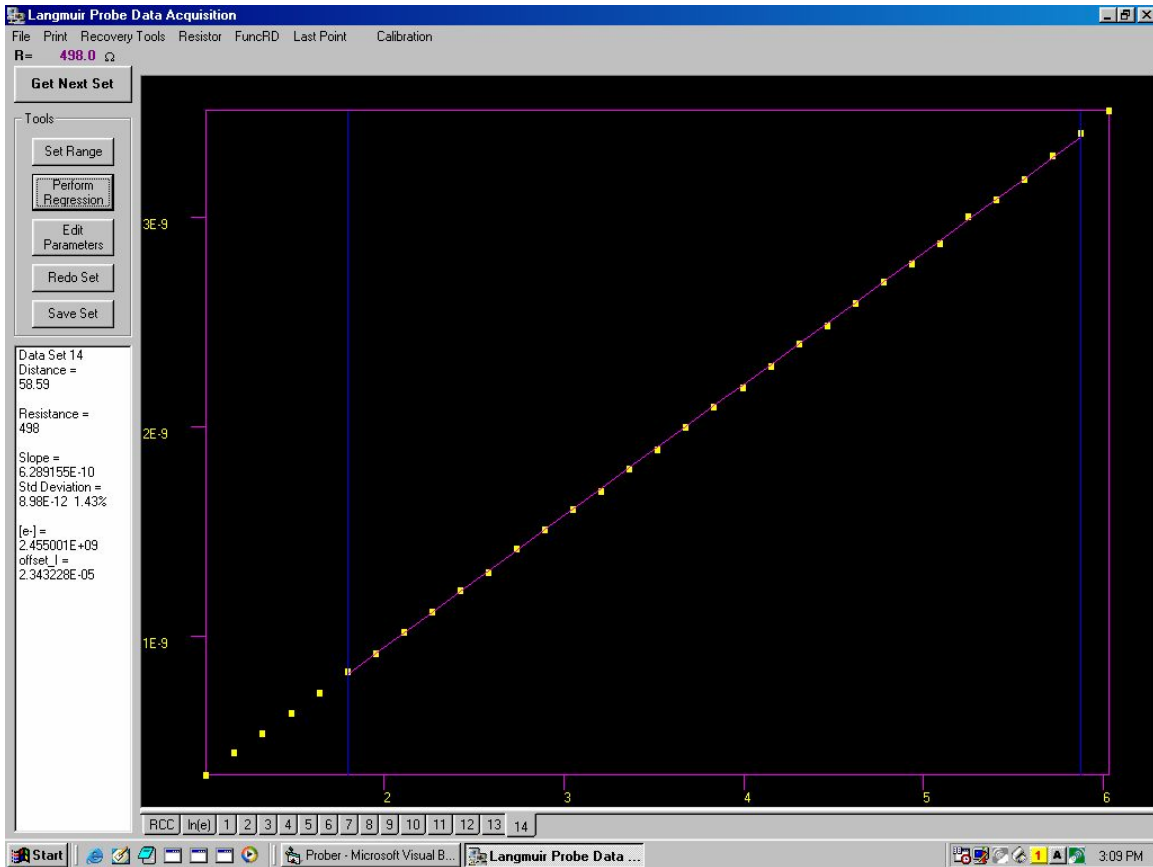 Langmuir Probe Data Acquisition
File Print Recovery Tools Resistor FuncRD Last Point Calibration
R= 498.0 Ω
Get Next Set
Tools
Set Range
Perform
Regression
Edit
Parameters
Redo Set
Save Set
Data Set 14
Distance =
58.59
Resistance =
498
Slope =
6.289155E-10
Std Deviation =
8.98E-12 1.43%
[e-] =
2.455001E+09
offset_I =
2.343228E-05
3E-9
2E-9
1E-9
2 3 4 5 6
RCC ln(e) 1 2 3 4 5 6 7 8 9 10 11 12 13 14
Start Prober - Microsoft Visual B... Langmuir Probe Data ... 1 A 3:09 PM